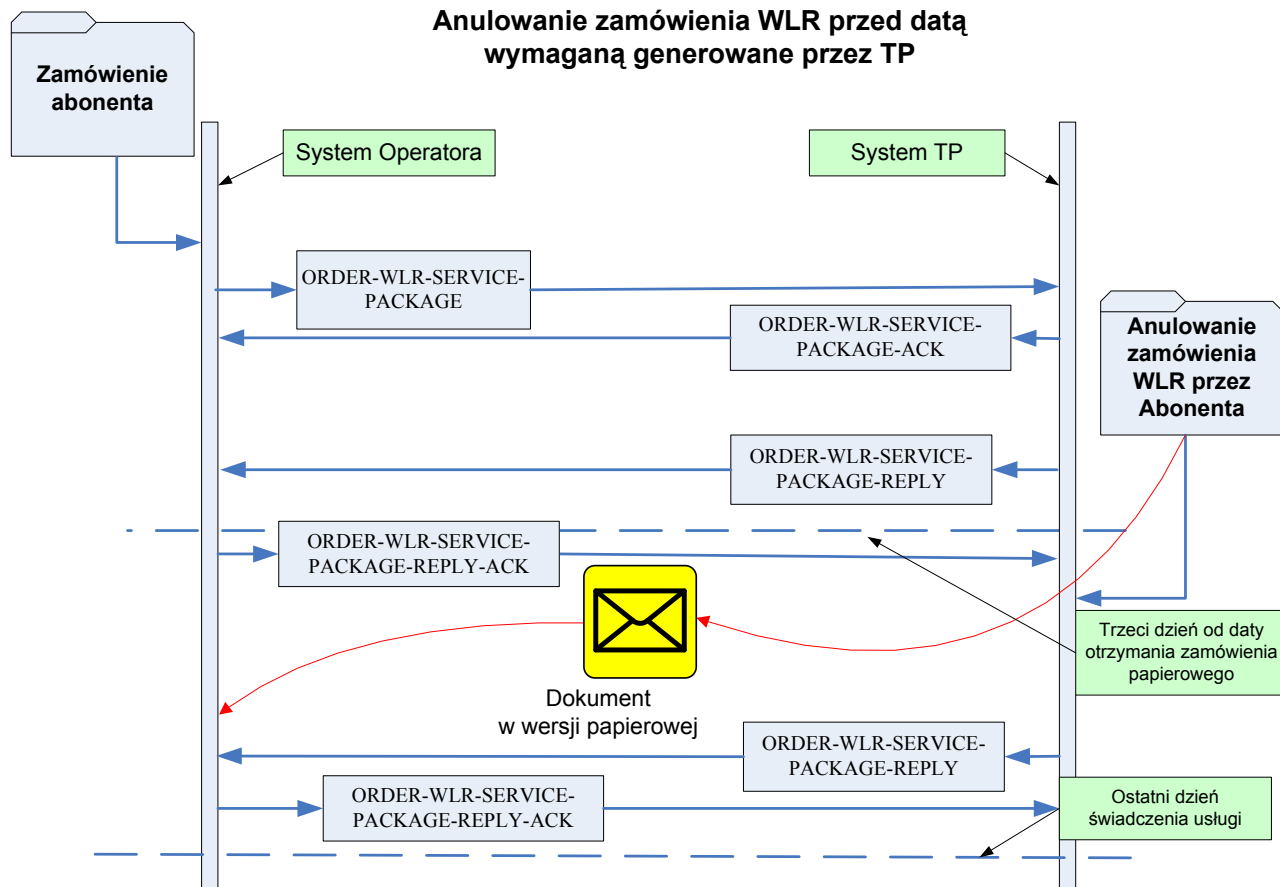 Anulowanie zamówienia WLR przed datą
wymaganą generowane przez TP
Zamówienie
abonenta
System Operatora
System TP
ORDER-WLR-SERVICE-
PACKAGE
ORDER-WLR-SERVICE-
PACKAGE-ACK
Anulowanie
zamówienia
WLR przez
Abonenta
ORDER-WLR-SERVICE-
PACKAGE-REPLY
ORDER-WLR-SERVICE-
PACKAGE-REPLY-ACK
Trzeci dzień od daty
otrzymania zamówienia
papierowego
Dokument
w wersji papierowej
ORDER-WLR-SERVICE-
PACKAGE-REPLY
ORDER-WLR-SERVICE-
PACKAGE-REPLY-ACK
Ostatni dzień
świadczenia usługi